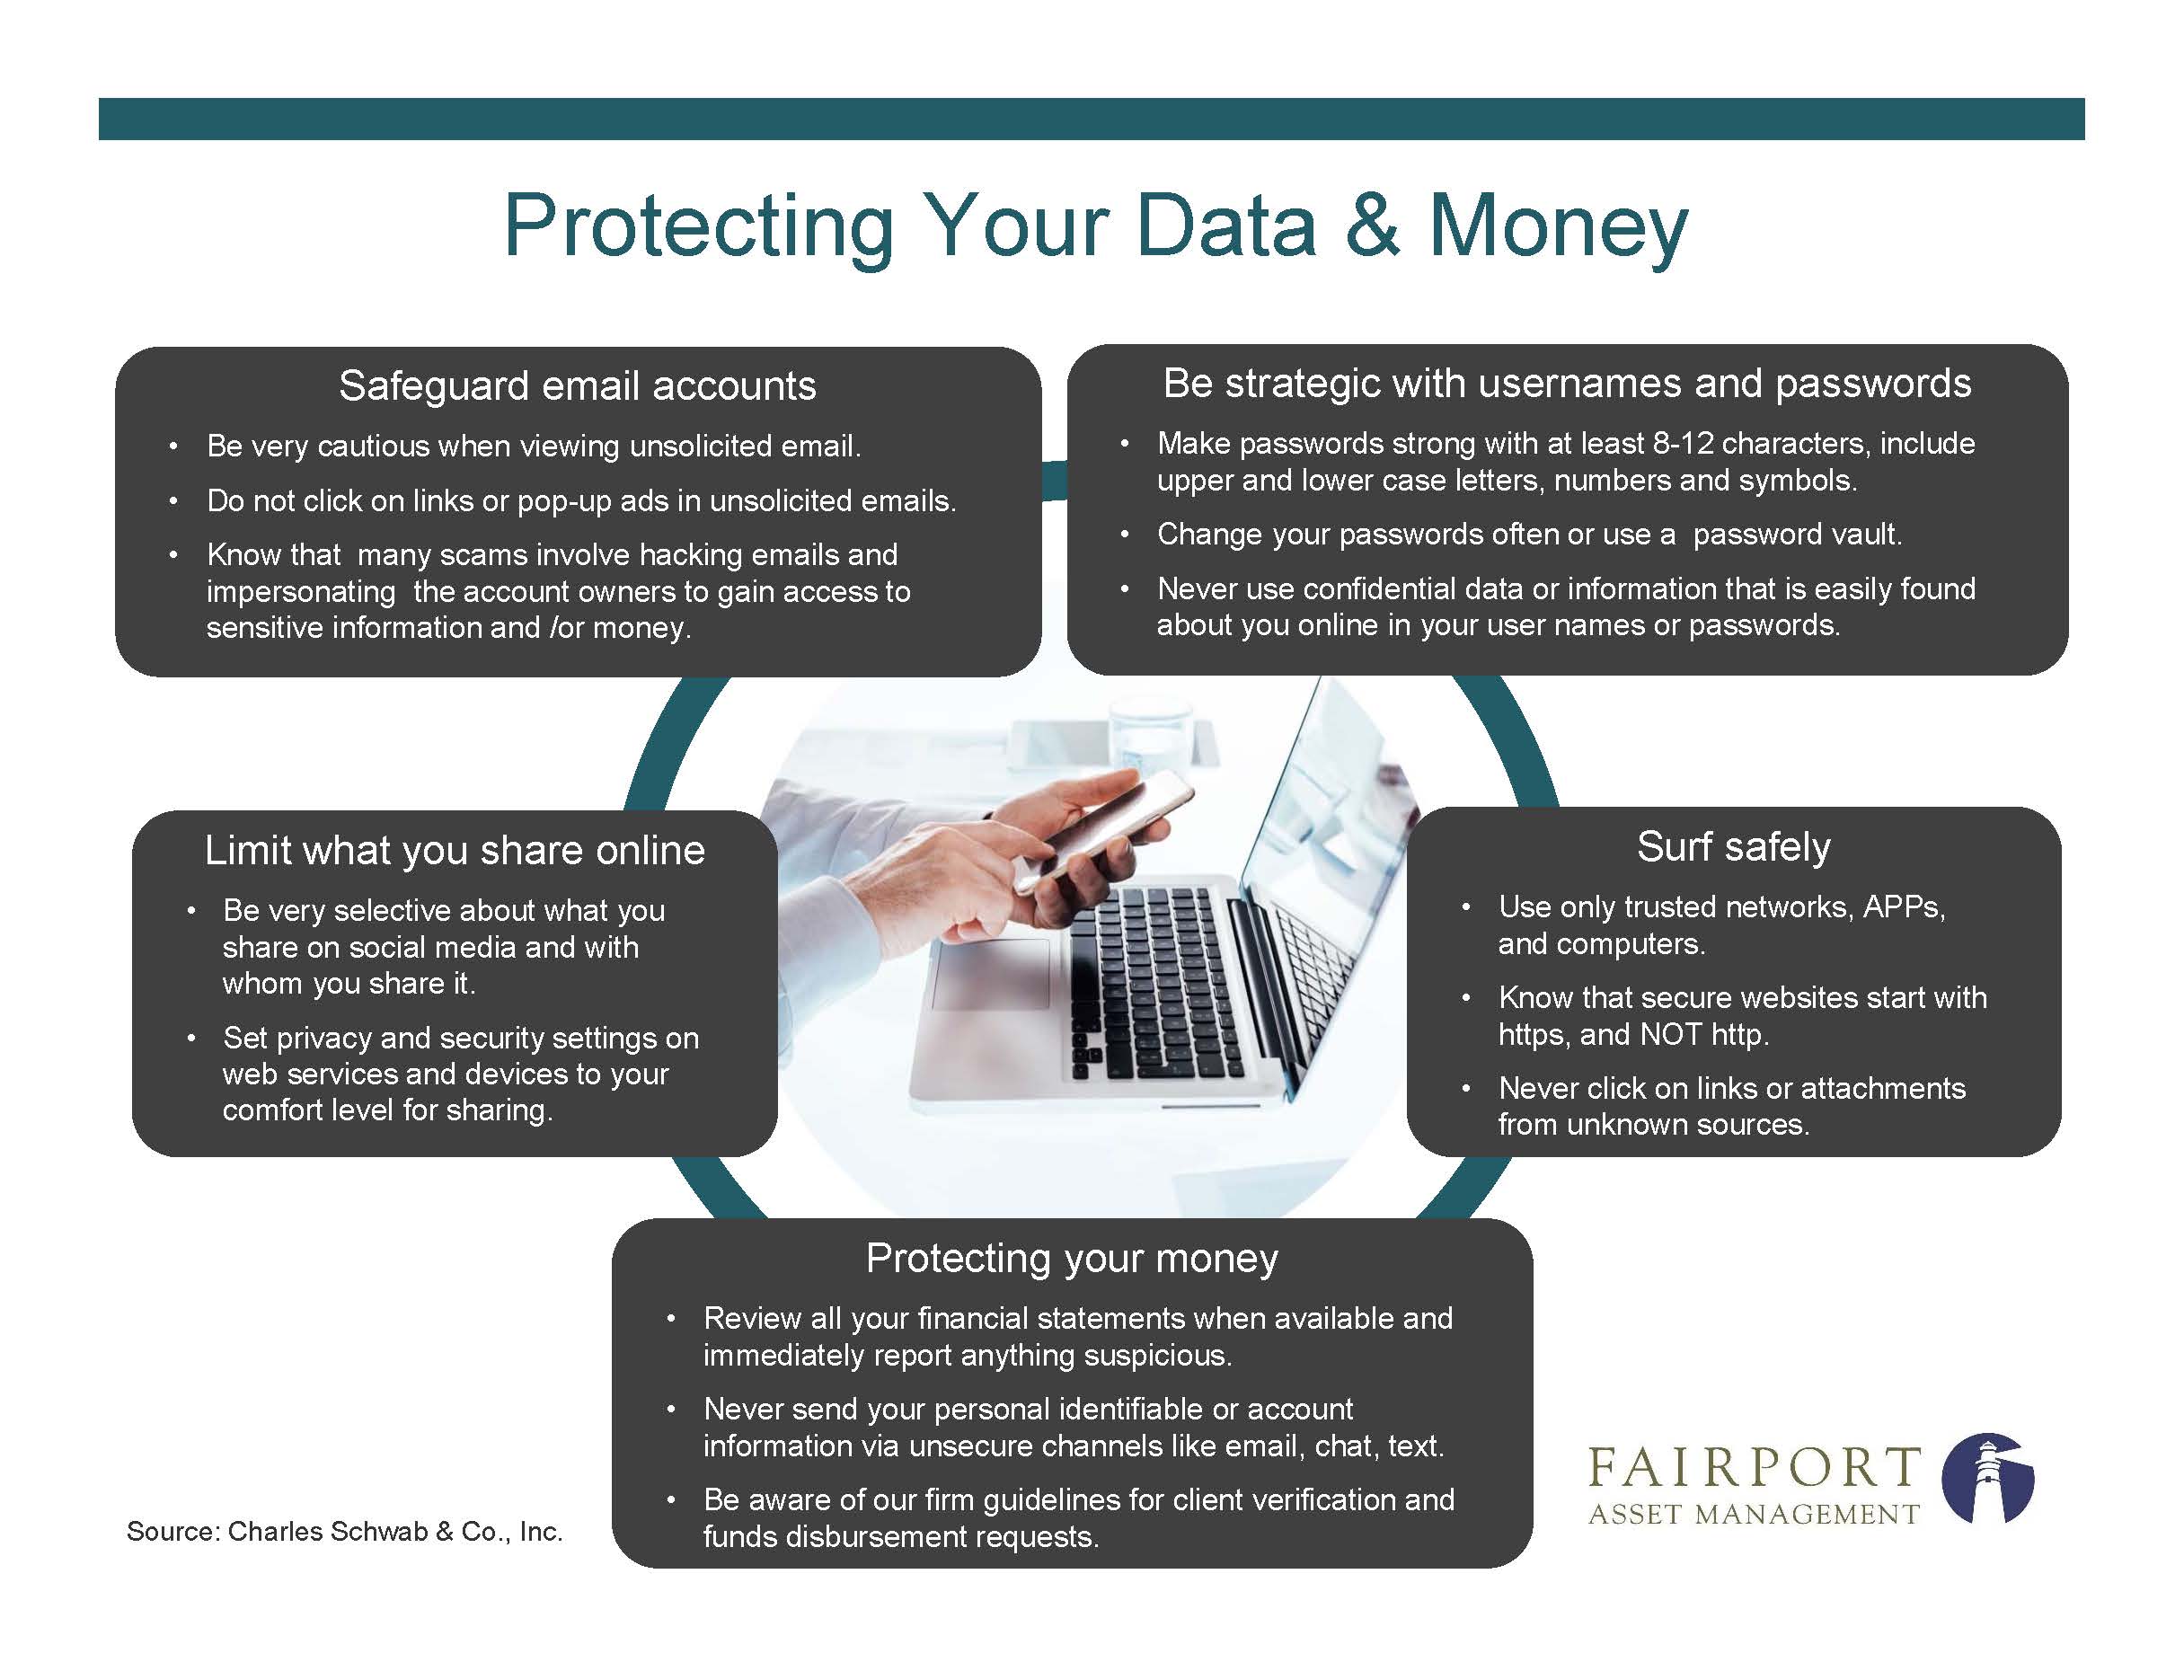 Protecting Your Data & Money
Safeguard email accounts
• Be very cautious when viewing unsolicited email.
• Do not click on links or pop-up ads in unsolicited emails.
• Know that many scams involve hacking emails and
impersonating the account owners to gain access to
sensitive information and /or money.
Be strategic with usernames and passwords
• Make passwords strong with at least 8-12 characters, include
upper and lower case letters, numbers and symbols.
• Change your passwords often or use a password vault.
• Never use confidential data or information that is easily found
about you online in your user names or passwords.
Limit what you share online
• Be very selective about what you
share on social media and with
whom you share it.
• Set privacy and security settings on
web services and devices to your
comfort level for sharing.
Surf safely
• Use only trusted networks, APPs,
and computers.
• Know that secure websites start with
https, and NOT http.
• Never click on links or attachments
from unknown sources.
Protecting your money
• Review all your financial statements when available and
immediately report anything suspicious.
• Never send your personal identifiable or account
information via unsecure channels like email, chat, text.
• Be aware of our firm guidelines for client verification and
funds disbursement requests.
Source: Charles Schwab & Co., Inc.
FAIRPORT
ASSET MANAGEMENT